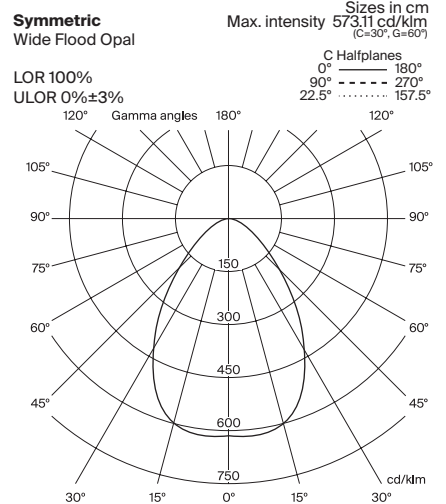 Sizes in cm
Symmetric
Max. intensity 573.11 cd/klm
Wide Flood Opal
(C=30°, G=60°)
C Halfplanes
LOR 100%
0° 180°
90° 270°
ULOR 0%±3%
22.5° 157.5°
120° Gamma angles 180° 120°
105° 105°
90° 90°
150
75° 75°
300
60° 60°
450
45° 45°
600
750 cd/klm
30° 15° 0° 15° 30°